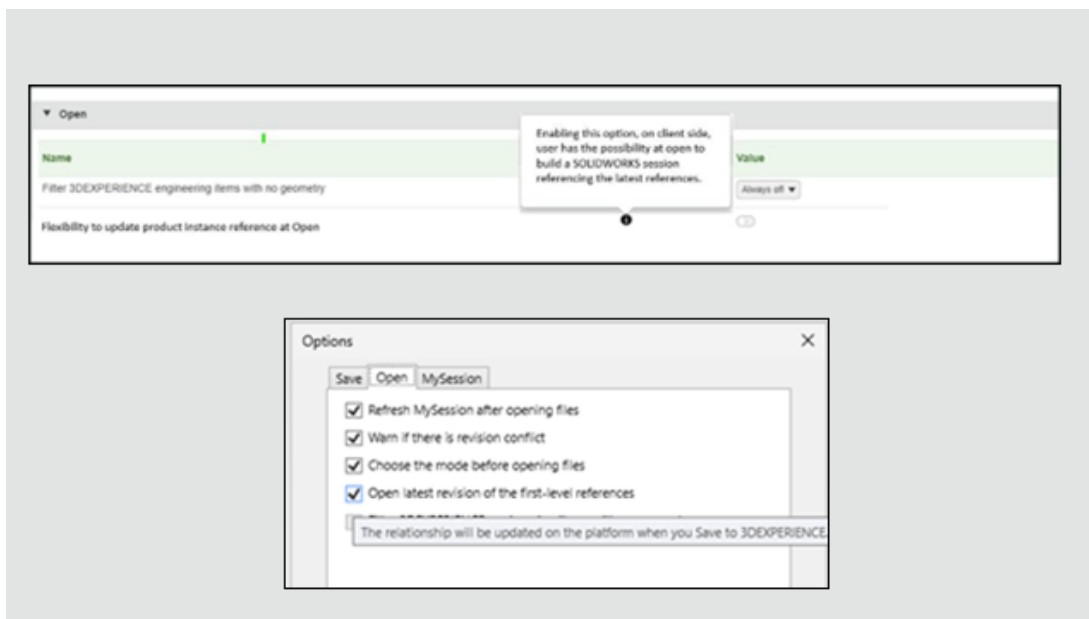 Open
Enabling this option, on client side,
user has the possibility at open to
build a SOLIDWORKS session
referencing the latest references.
Name
Value
Filter 3DEXPERIENCE engineering items with no geometry
Always off
Flexibility to update product instance reference at Open
Options
Save Open MySession
Refresh MySession after opening files
Warn if there is revision conflict
Choose the mode before opening files
Open latest revision of the first-level references
The relationship will be updated on the platform when you Save to 3DEXPERIENCE.